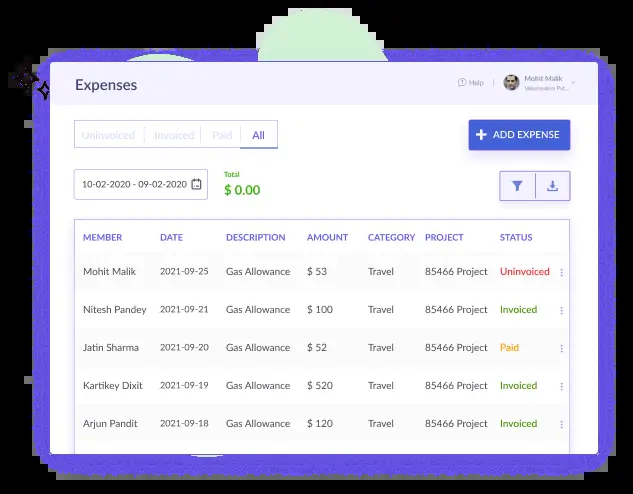 Expenses
Help
Mohit Malik
Uninvoiced Invoiced Paid All
ADD EXPENSE
10-02-2020 - 09-02-2020
Total
$ 0.00
MEMBER DATE DESCRIPTION AMOUNT CATEGORY PROJECT STATUS
Mohit Malik 2021-09-25 Gas Allowance $ 53 Travel 85466 Project Uninvoiced
Nitesh Pandey 2021-09-21 Gas Allowance $ 100 Travel 85466 Project Invoiced
Jatin Sharma 2021-09-20 Gas Allowance $ 52 Travel 85466 Project Paid
Kartikey Dixit 2021-09-19 Gas Allowance $ 520 Travel 85466 Project Invoiced
Arjun Pandit 2021-09-18 Gas Allowance $ 120 Travel 85466 Project Invoiced